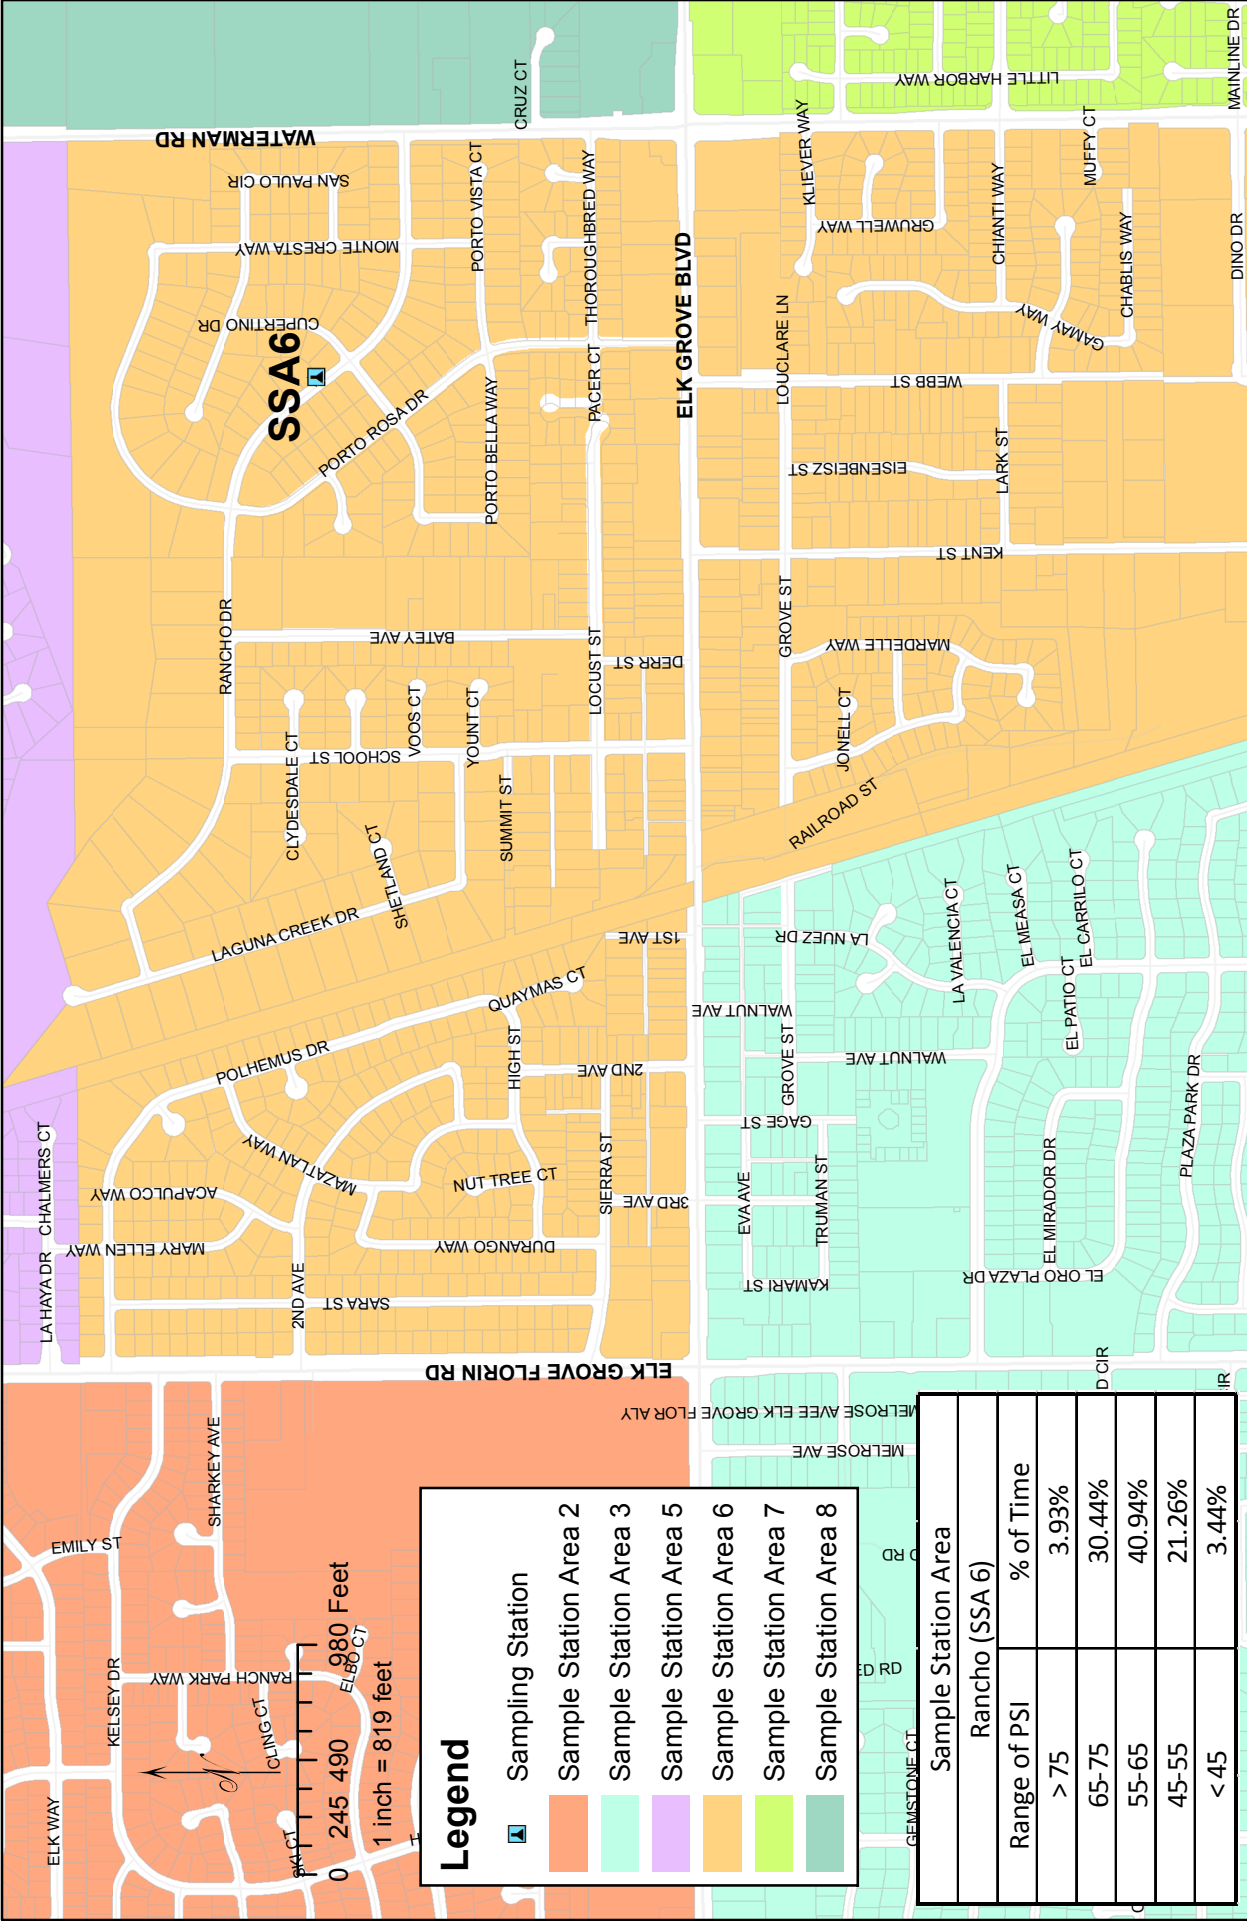 WATERMAN RD
CRUZ CT
LITTLE HARBOR WAY
MAINLINE DR
SAN PAULO CIR
MONTE CRESTA WAY
PORTO VISTA CT
THOROUGHBRED WAY
KLIEVER WAY
GRUWELL WAY
CHIANTI WAY
MUFFY CT
CHABLIS WAY
DINO DR
CUPERTINO DR
SSA6
ELK GROVE BLVD
LOUCLARE LN
GAMAY WAY
WEBB ST
PORTO ROSA DR
PORTO BELLA WAY
PACER CT
EISENBEISZ ST
LARK ST
KENT ST
RANCHO DR
BATEY AVE
LOCUST ST
DERR ST
GROVE ST
MARDELLE WAY
JONELL CT
RAILROAD ST
CLYDESDALE CT
SCHOOL ST
VOOS CT
YOUNT CT
SUMMIT ST
SHETLAND CT
LAGUNA CREEK DR
1ST AVE
LA NUEZ DR
LA VALENCIA CT
EL MEASA CT
EL CARRILO CT
EL PATIO CT
QUAYMAS CT
POLHEMUS DR
HIGH ST
2ND AVE
WALNUT AVE
GROVE ST
WALNUT AVE
GAGE ST
PLAZA PARK DR
LA HAYA DR
CHALMERS CT
ACAPULCO WAY
MARY ELLEN WAY
MAZATLAN WAY
NUT TREE CT
DURANGO WAY
SIERRA ST
3RD AVE
EVA AVE
TRUMAN ST
KAMARI ST
EL MIRADOR DR
EL ORO PLAZA DR
2ND AVE
SARA ST
ELK GROVE FLORIN RD
MELROSE AVEE ELK GROVE FLOR ALY
MELROSE AVE
D CIR
IR
O RD
ED RD
GEMSTONE CT
EMILY ST
SHARKEY AVE
KELSEY DR
RANCH PARK WAY
CLING CT
ELBO CT
ELK WAY
SKI CT
N
0 245 490 980 Feet
1 inch = 819 feet
Legend
Sampling Station
Sample Station Area 2
Sample Station Area 3
Sample Station Area 5
Sample Station Area 6
Sample Station Area 7
Sample Station Area 8
Sample Station Area
Rancho (SSA 6)
Range of PSI % of Time
>75 3.93%
65-75 30.44%
55-65 40.94%
45-55 21.26%
<45 3.44%